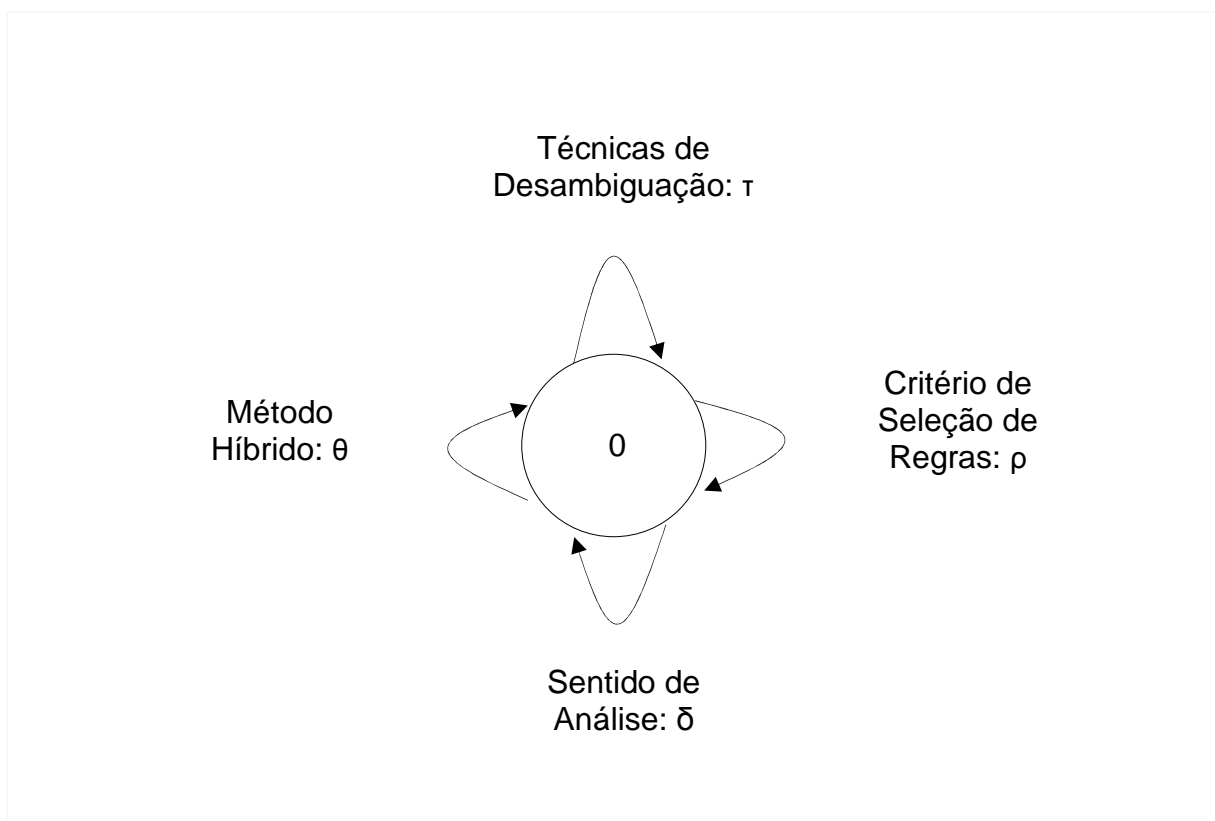 Técnicas de
Desambiguação: τ
Critério de
Seleção de
Regras: ρ
Método
Híbrido: θ
0
Sentido de
Análise: δ